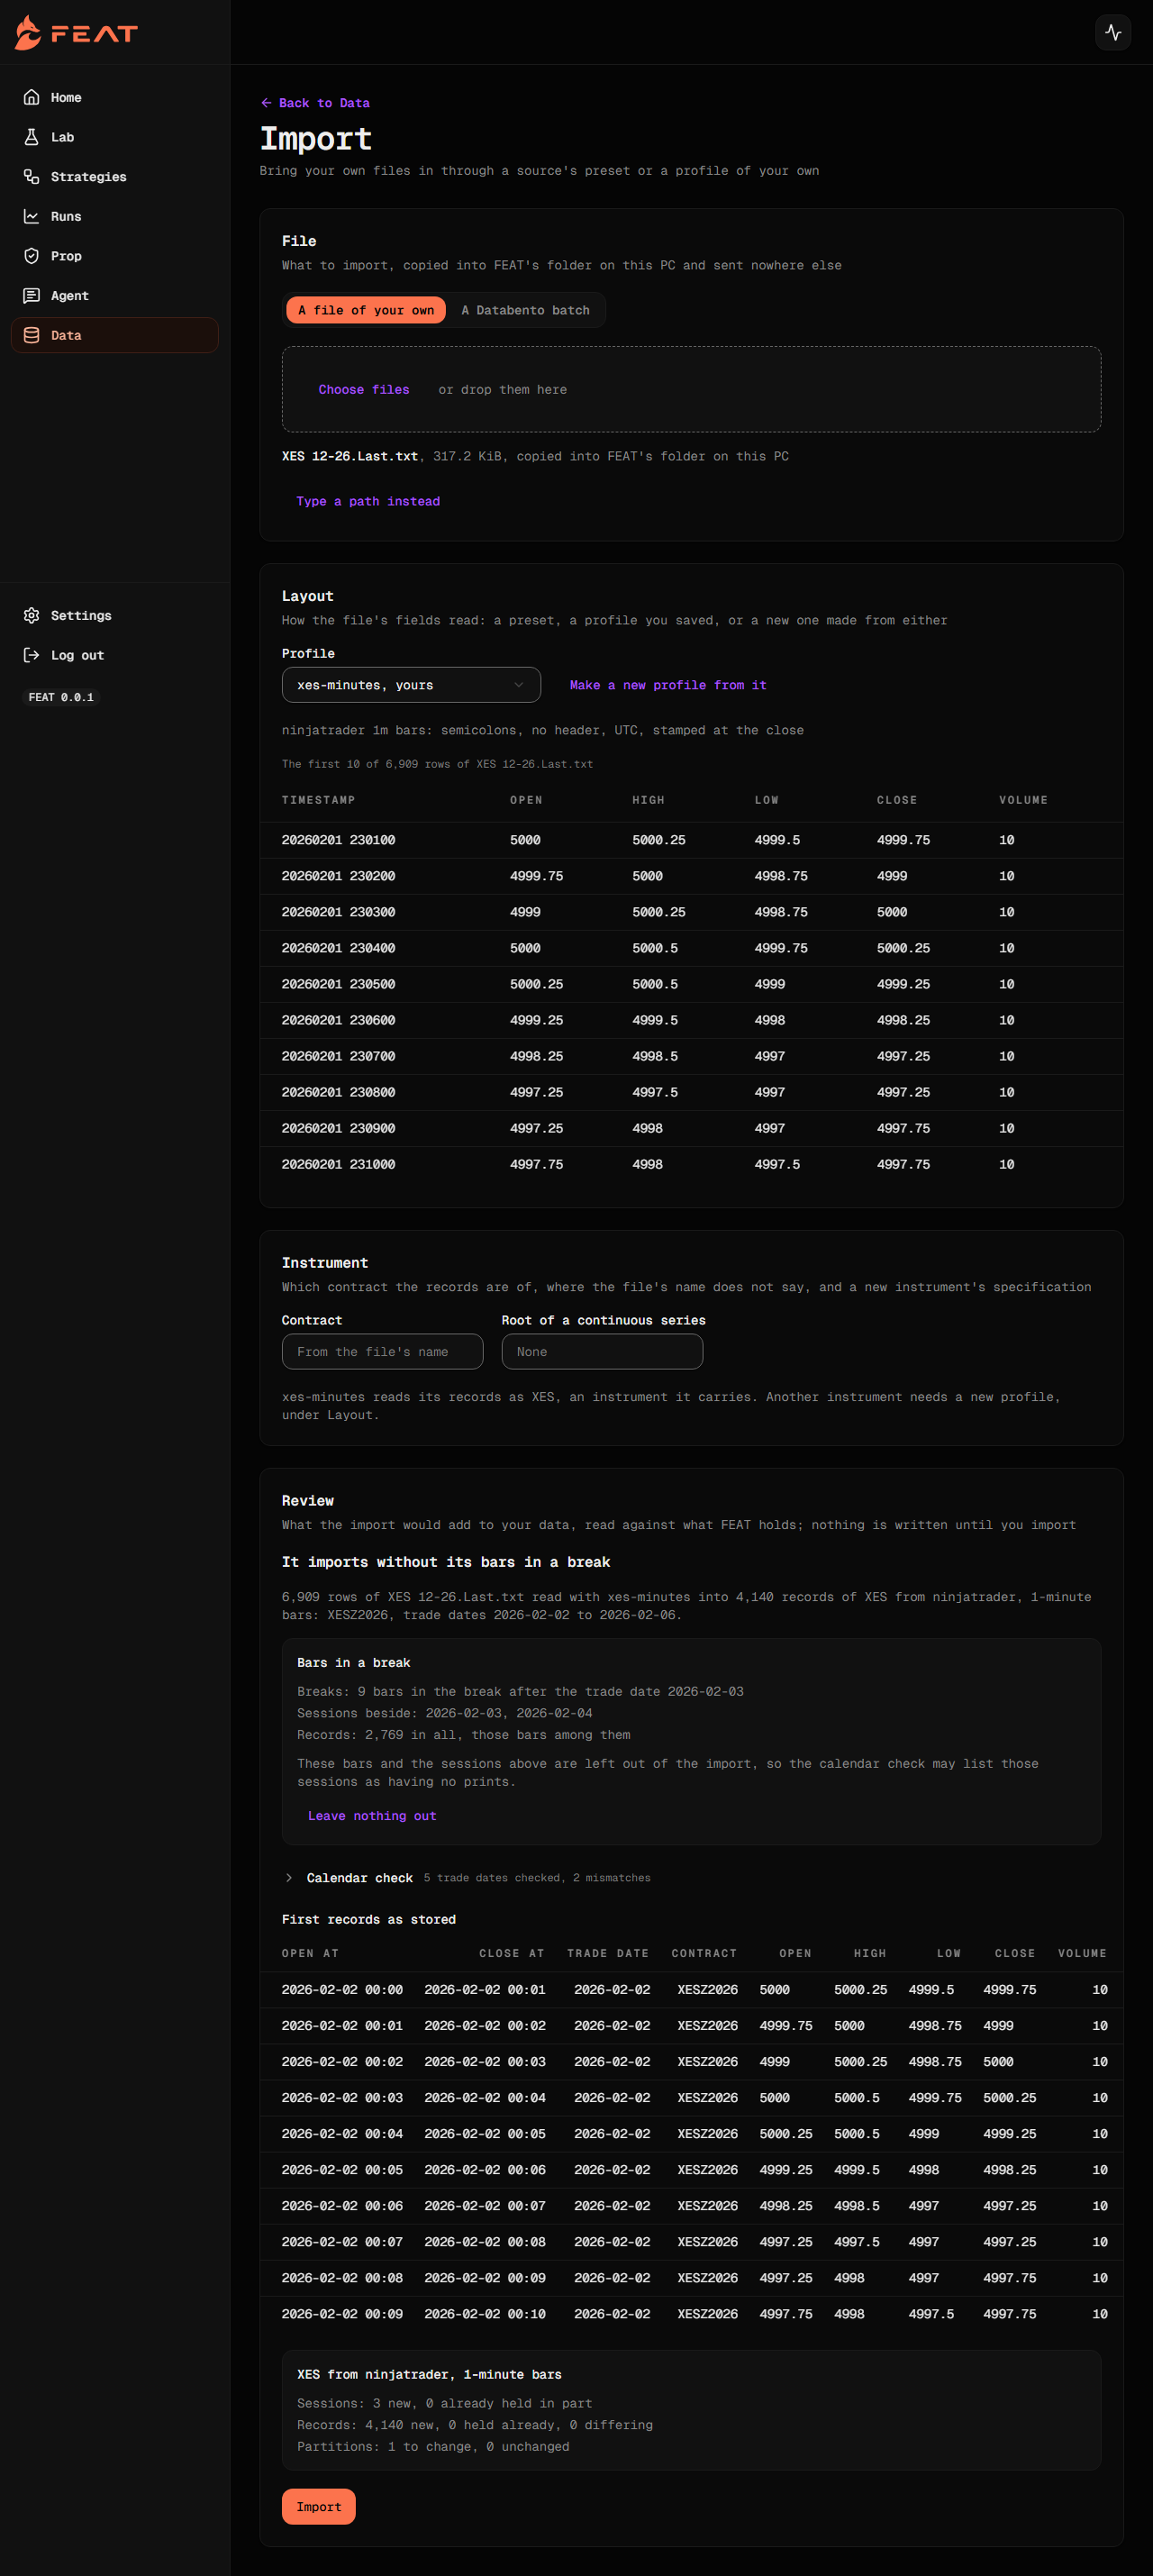 FEAT
Home
Lab
Strategies
Runs
Prop
Agent
Data
Settings
Log out
FEAT 0.0.1
← Back to Data
Import
Bring your own files in through a source's preset or a profile of your own
File
What to import, copied into FEAT's folder on this PC and sent nowhere else
A file of your own A Databento batch
Choose files or drop them here
XES 12-26.Last.txt, 317.2 KiB, copied into FEAT's folder on this PC
Type a path instead
Layout
How the file's fields read: a preset, a profile you saved, or a new one made from either
Profile
xes-minutes, yours Make a new profile from it
ninjatrader 1m bars: semicolons, no header, UTC, stamped at the close
The first 10 of 6,909 rows of XES 12-26.Last.txt
TIMESTAMP OPEN HIGH LOW CLOSE VOLUME
20260201 230100 5000 5000.25 4999.5 4999.75 10
20260201 230200 4999.75 5000 4998.75 4999 10
20260201 230300 4999 5000.25 4998.75 5000 10
20260201 230400 5000 5000.5 4999.75 5000.25 10
20260201 230500 5000.25 5000.5 4999 4999.25 10
20260201 230600 4999.25 4999.5 4998 4998.25 10
20260201 230700 4998.25 4998.5 4997 4997.25 10
20260201 230800 4997.25 4997.5 4997 4997.25 10
20260201 230900 4997.25 4998 4997 4997.75 10
20260201 231000 4997.75 4998 4997.5 4997.75 10
Instrument
Which contract the records are of, where the file's name does not say, and a new instrument's specification
Contract Root of a continuous series
From the file's name None
xes-minutes reads its records as XES, an instrument it carries. Another instrument needs a new profile,
under Layout.
Review
What the import would add to your data, read against what FEAT holds; nothing is written until you import
It imports without its bars in a break
6,909 rows of XES 12-26.Last.txt read with xes-minutes into 4,140 records of XES from ninjatrader, 1-minute
bars: XESZ2026, trade dates 2026-02-02 to 2026-02-06.
Bars in a break
Breaks: 9 bars in the break after the trade date 2026-02-03
Sessions beside: 2026-02-03, 2026-02-04
Records: 2,769 in all, those bars among them
These bars and the sessions above are left out of the import, so the calendar check may list those
sessions as having no prints.
Leave nothing out
Calendar check 5 trade dates checked, 2 mismatches
First records as stored
OPEN AT CLOSE AT TRADE DATE CONTRACT OPEN HIGH LOW CLOSE VOLUME
2026-02-02 00:00 2026-02-02 00:01 2026-02-02 XESZ2026 5000 5000.25 4999.5 4999.75 10
2026-02-02 00:01 2026-02-02 00:02 2026-02-02 XESZ2026 4999.75 5000 4998.75 4999 10
2026-02-02 00:02 2026-02-02 00:03 2026-02-02 XESZ2026 4999 5000.25 4998.75 5000 10
2026-02-02 00:03 2026-02-02 00:04 2026-02-02 XESZ2026 5000 5000.5 4999.75 5000.25 10
2026-02-02 00:04 2026-02-02 00:05 2026-02-02 XESZ2026 5000.25 5000.5 4999 4999.25 10
2026-02-02 00:05 2026-02-02 00:06 2026-02-02 XESZ2026 4999.25 4999.5 4998 4998.25 10
2026-02-02 00:06 2026-02-02 00:07 2026-02-02 XESZ2026 4998.25 4998.5 4997 4997.25 10
2026-02-02 00:07 2026-02-02 00:08 2026-02-02 XESZ2026 4997.25 4997.5 4997 4997.25 10
2026-02-02 00:08 2026-02-02 00:09 2026-02-02 XESZ2026 4997.25 4998 4997 4997.75 10
2026-02-02 00:09 2026-02-02 00:10 2026-02-02 XESZ2026 4997.75 4998 4997.5 4997.75 10
XES from ninjatrader, 1-minute bars
Sessions: 3 new, 0 already held in part
Records: 4,140 new, 0 held already, 0 differing
Partitions: 1 to change, 0 unchanged
Import